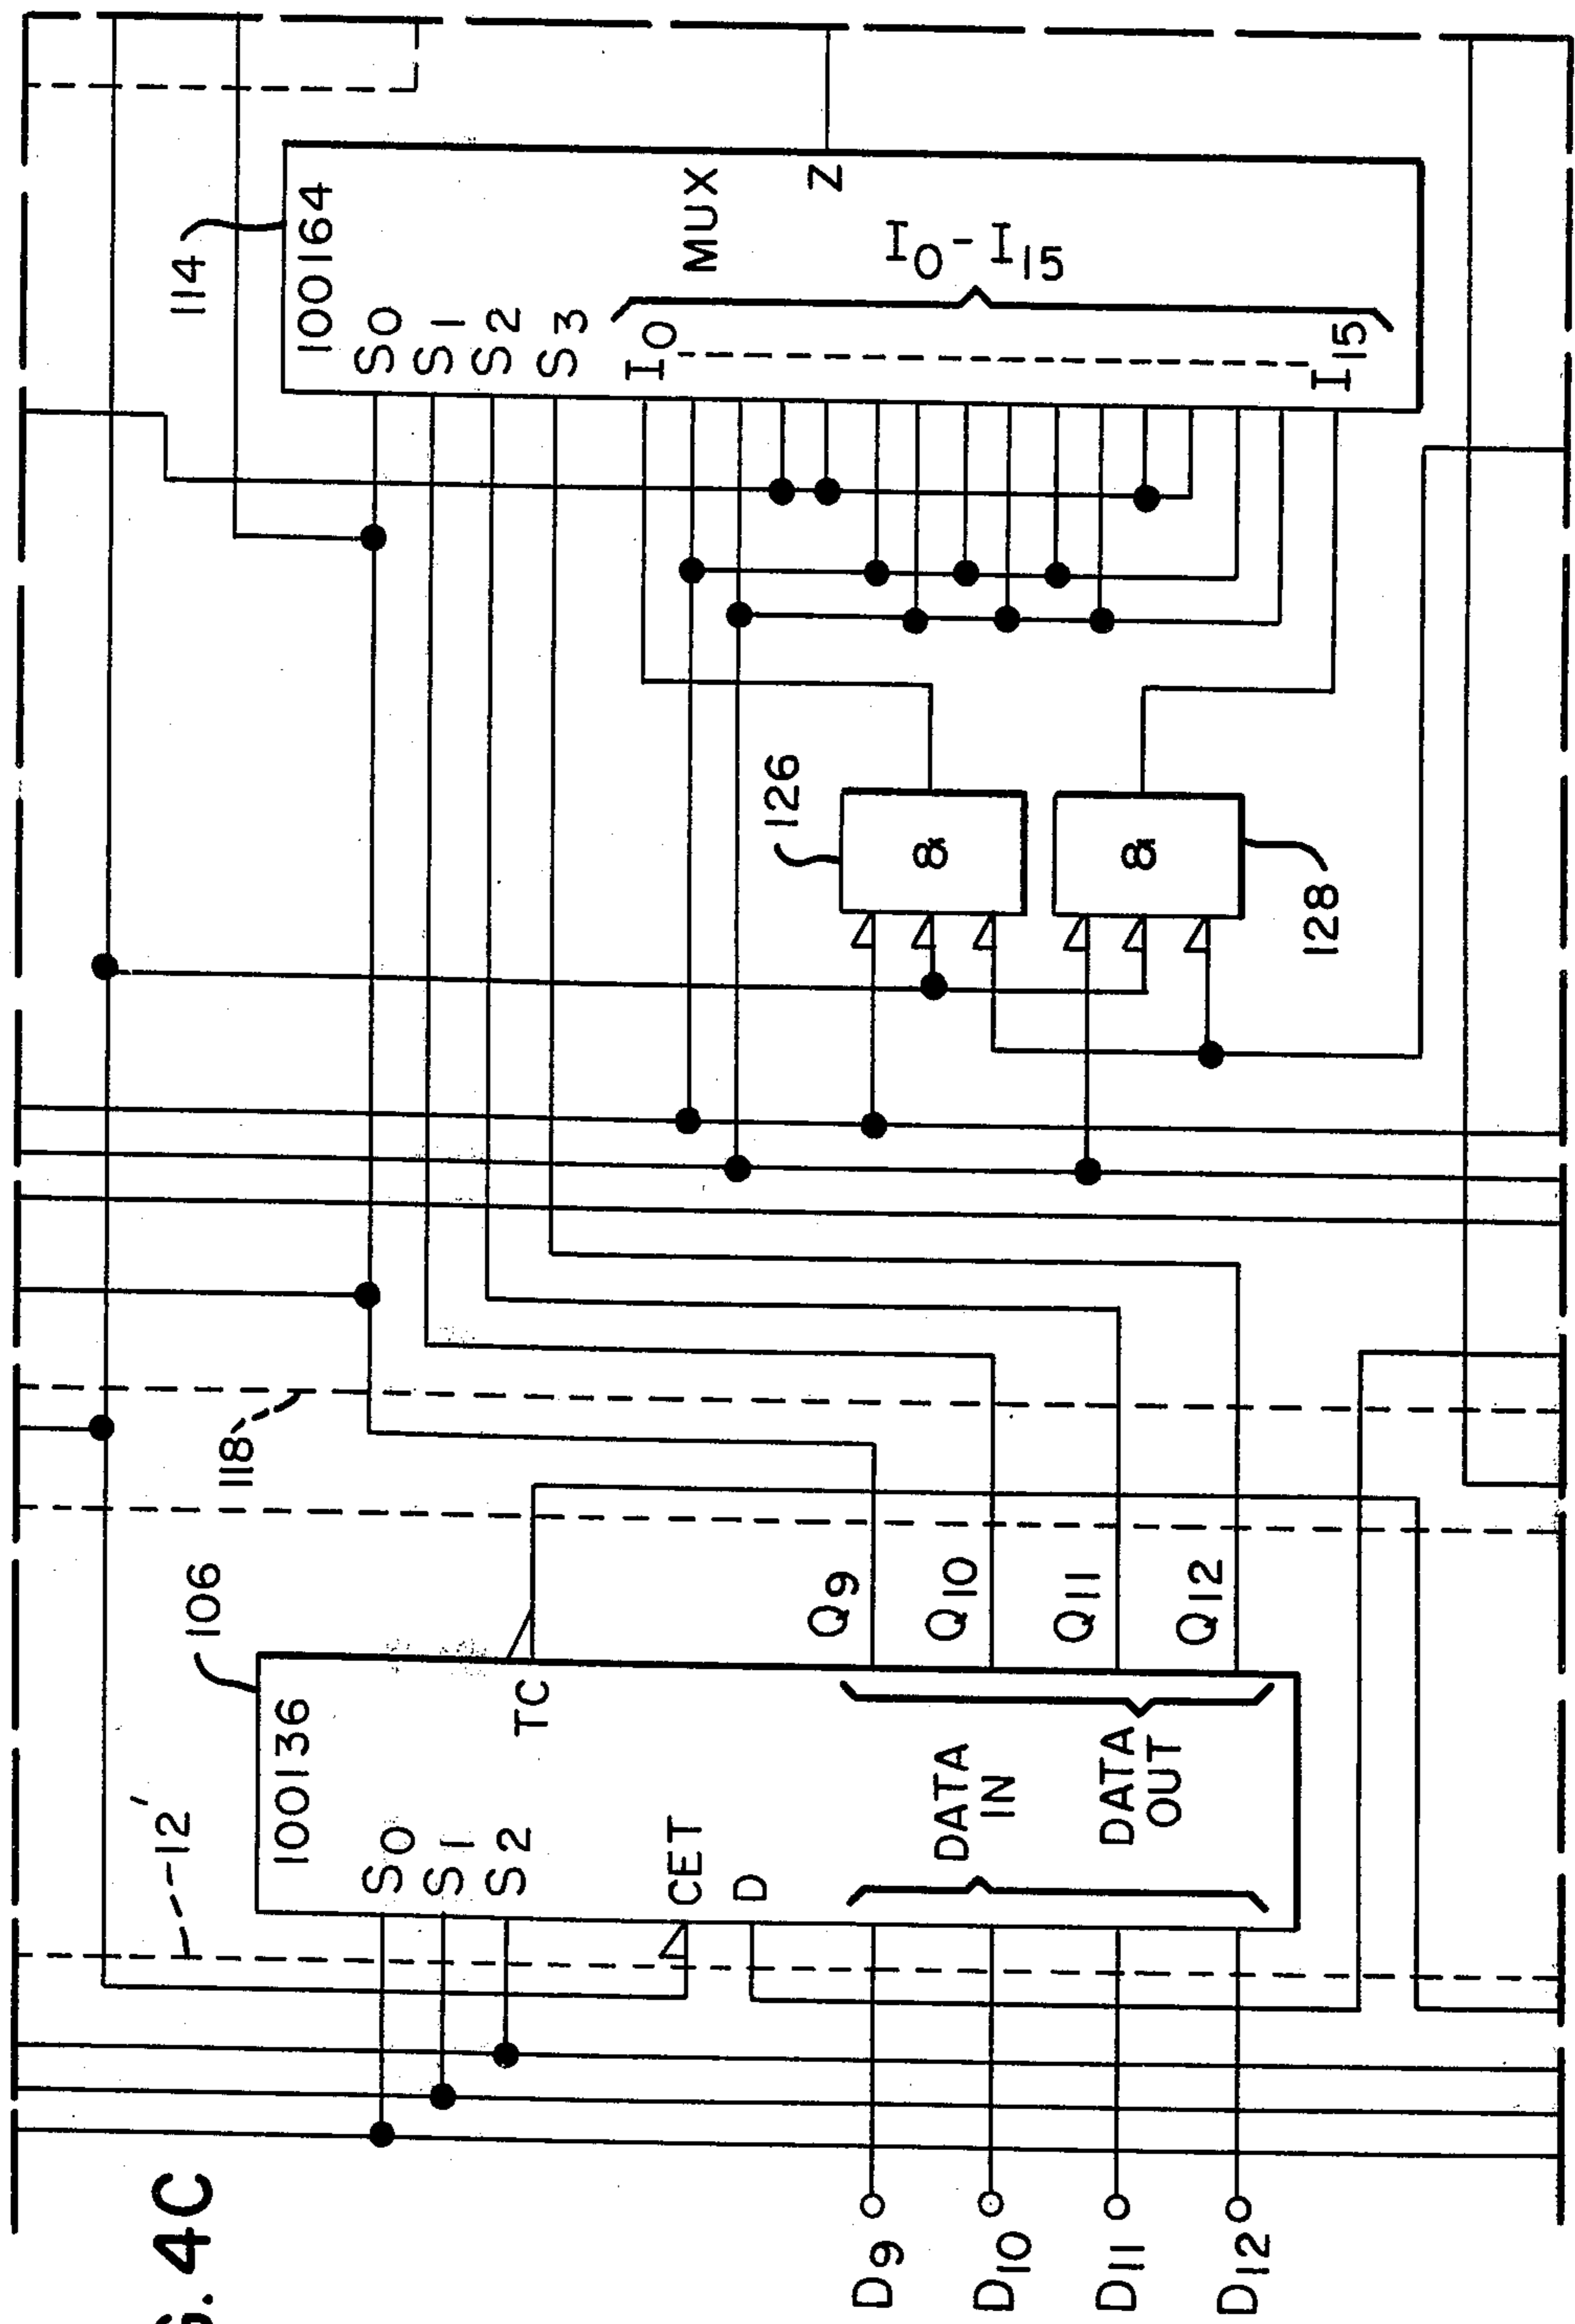 G. 4C
12'
106
100136
S0
S1
S2
CET
D
TC
DATA
IN
DATA
OUT
Q9
Q10
Q11
Q12
D9
D10
D11
D12
118
126
&
&
128
114
100164
S0
S1
S2
S3
I0
I15
MUX
I0-I15
Z